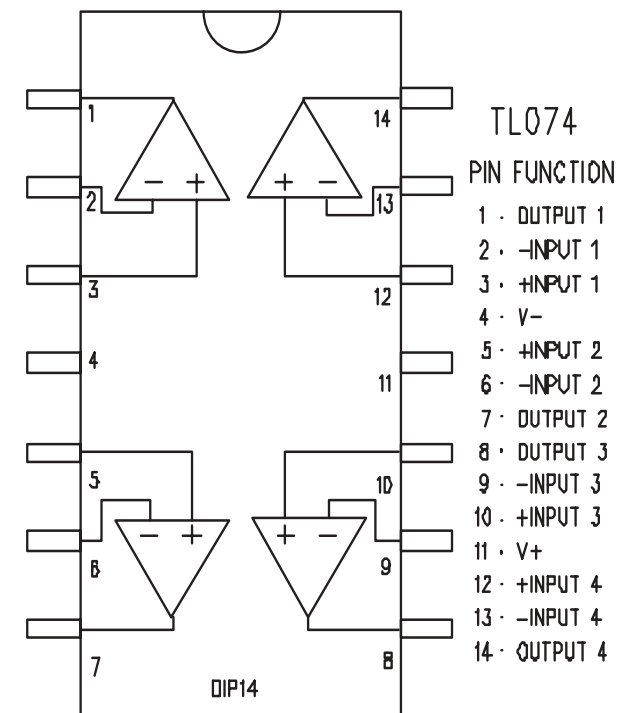 1
14
2
13
3
12
4
11
5
10
6
9
7
8
- +
+ -
- +
+ -
DIP14
TL074
PIN FUNCTION
1 · OUTPUT 1
2 · -INPUT 1
3 · +INPUT 1
4 · V-
5 · +INPUT 2
6 · -INPUT 2
7 · OUTPUT 2
8 · OUTPUT 3
9 · -INPUT 3
10 · +INPUT 3
11 · V+
12 · +INPUT 4
13 · -INPUT 4
14 · OUTPUT 4